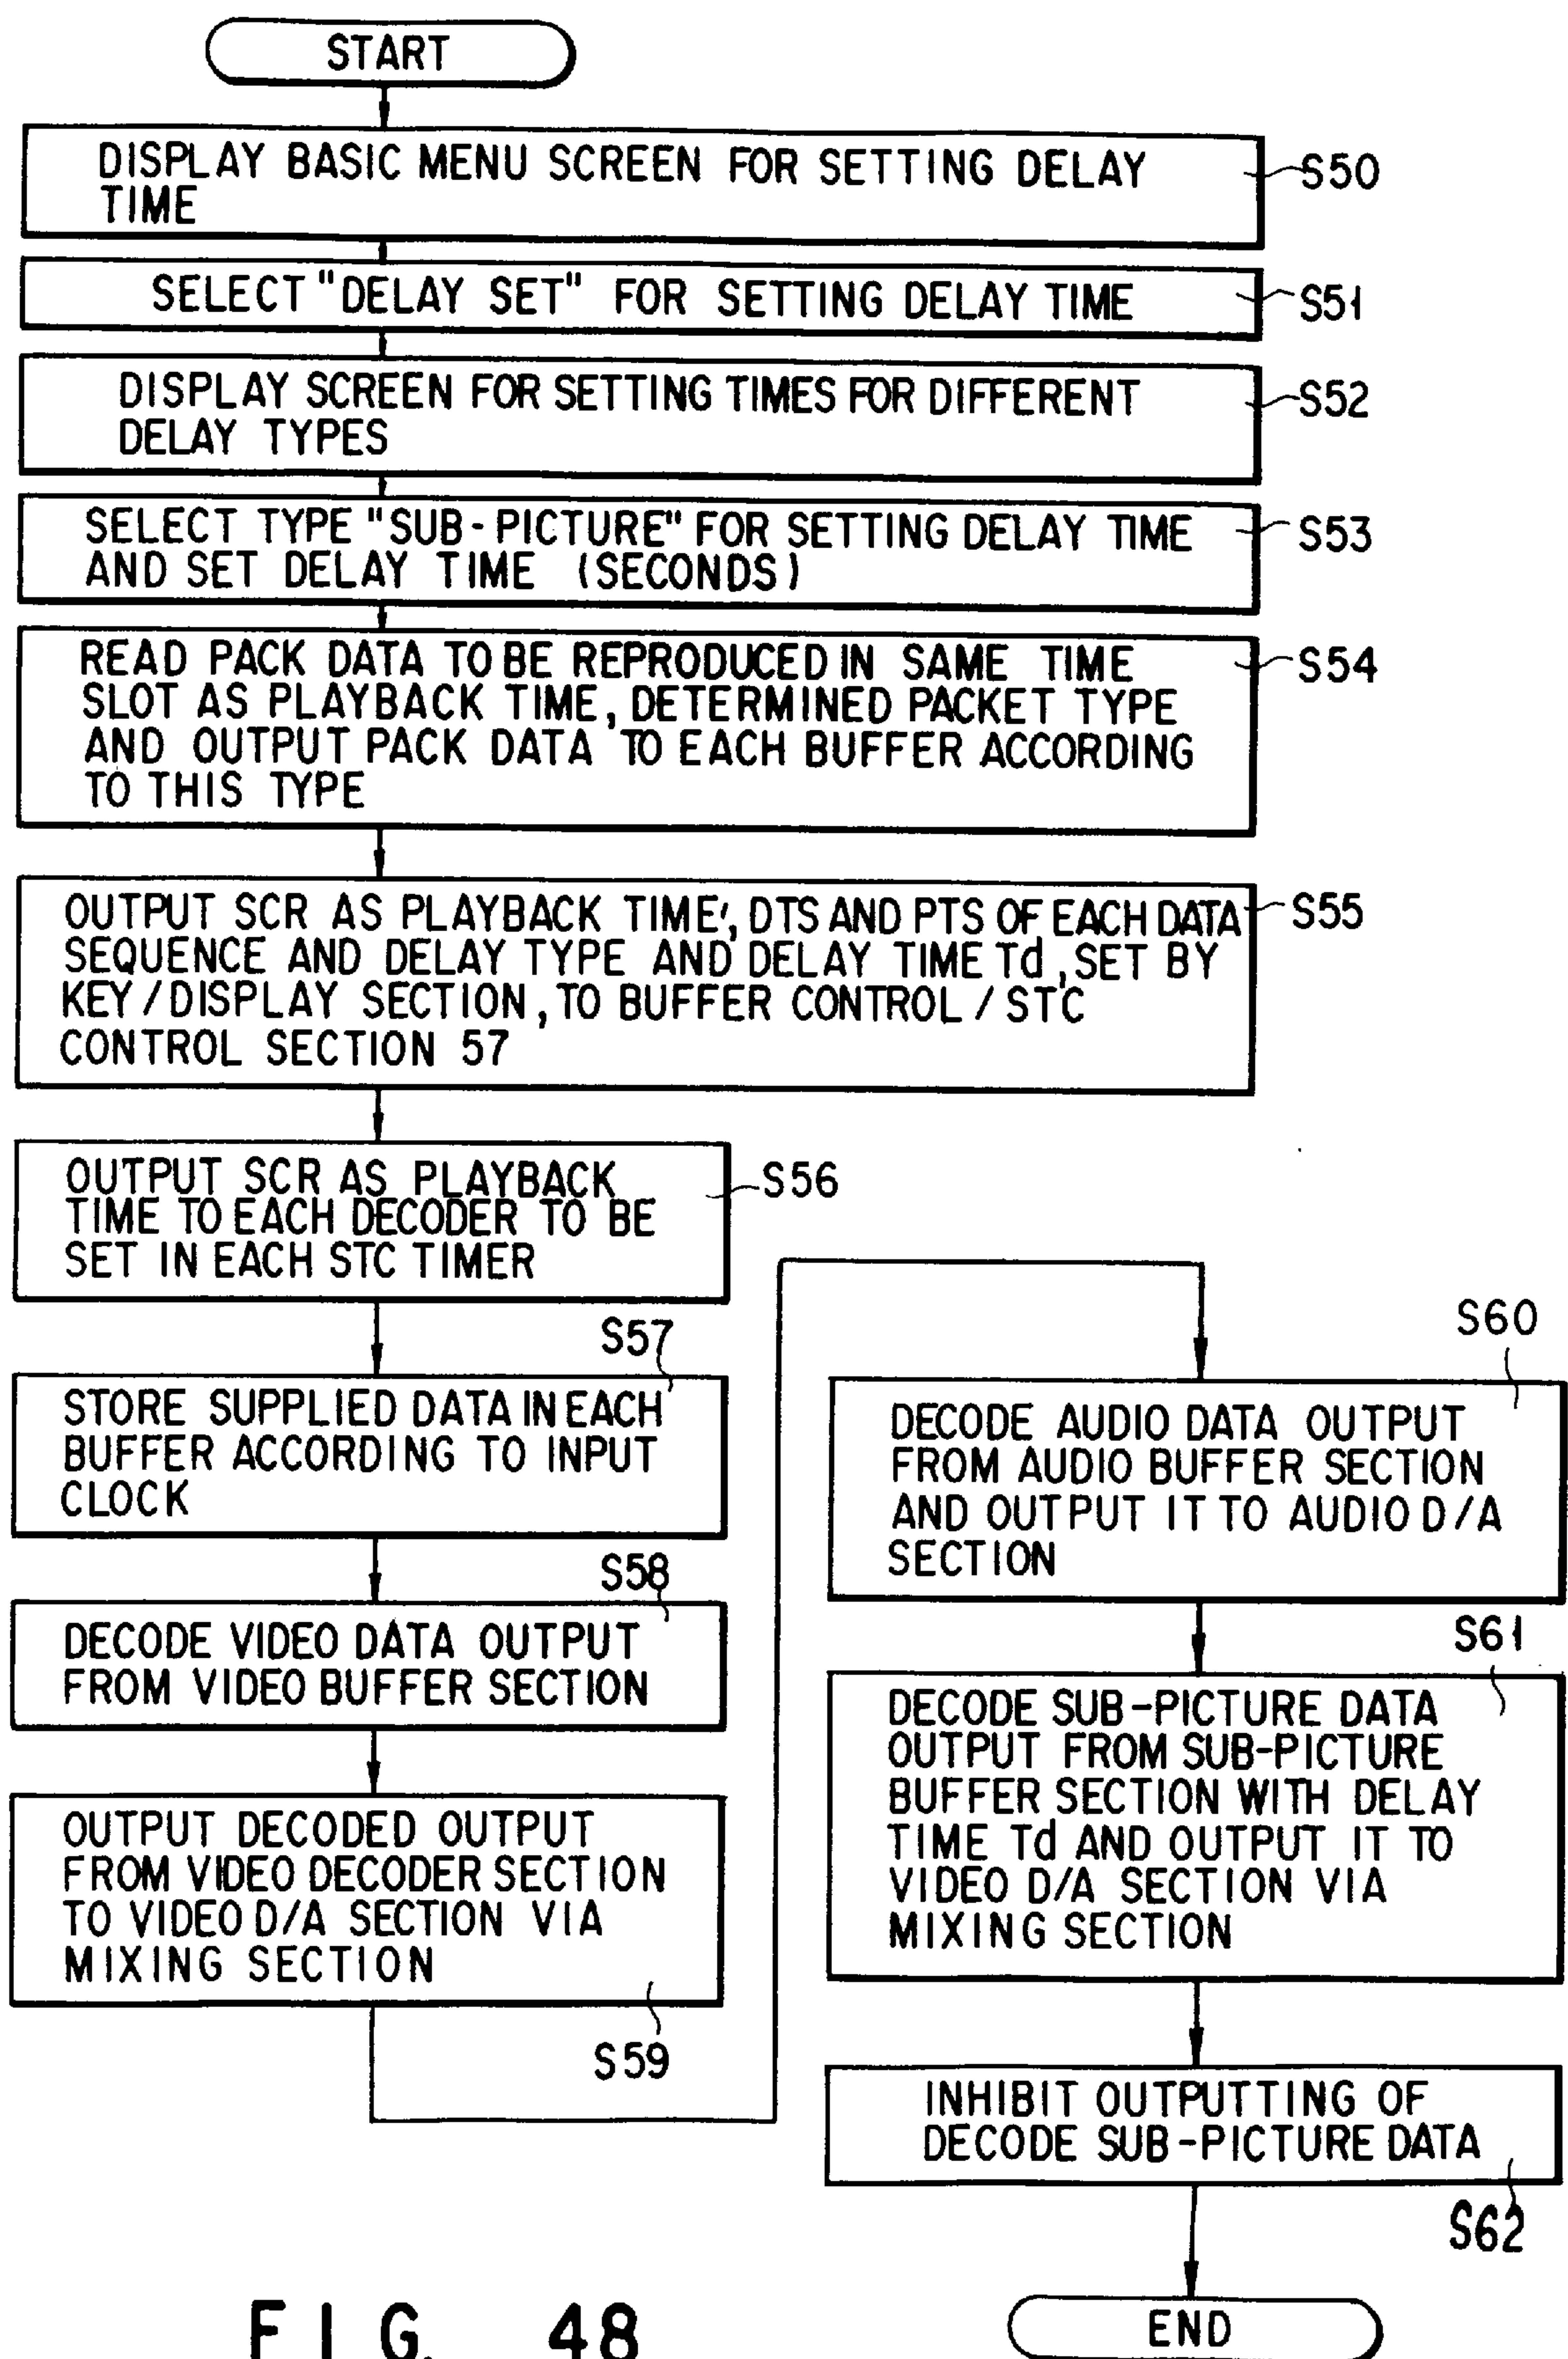 START
DISPLAY BASIC MENU SCREEN FOR SETTING DELAY
TIME
S50
SELECT "DELAY SET" FOR SETTING DELAY TIME
S51
DISPLAY SCREEN FOR SETTING TIMES FOR DIFFERENT
DELAY TYPES
S52
SELECT TYPE "SUB-PICTURE" FOR SETTING DELAY TIME
AND SET DELAY TIME (SECONDS)
S53
READ PACK DATA TO BE REPRODUCED IN SAME TIME
SLOT AS PLAYBACK TIME, DETERMINED PACKET TYPE
AND OUTPUT PACK DATA TO EACH BUFFER ACCORDING
TO THIS TYPE
S54
OUTPUT SCR AS PLAYBACK TIME', DTS AND PTS OF EACH DATA
SEQUENCE AND DELAY TYPE AND DELAY TIME Td, SET BY
KEY/DISPLAY SECTION, TO BUFFER CONTROL/STC
CONTROL SECTION 57
S55
OUTPUT SCR AS PLAYBACK
TIME TO EACH DECODER TO BE
SET IN EACH STC TIMER
S56
S57
STORE SUPPLIED DATA IN EACH
BUFFER ACCORDING TO INPUT
CLOCK
S58
DECODE VIDEO DATA OUTPUT
FROM VIDEO BUFFER SECTION
OUTPUT DECODED OUTPUT
FROM VIDEO DECODER SECTION
TO VIDEO D/A SECTION VIA
MIXING SECTION
S59
S60
DECODE AUDIO DATA OUTPUT
FROM AUDIO BUFFER SECTION
AND OUTPUT IT TO AUDIO D/A
SECTION
S61
DECODE SUB-PICTURE DATA
OUTPUT FROM SUB-PICTURE
BUFFER SECTION WITH DELAY
TIME Td AND OUTPUT IT TO
VIDEO D/A SECTION VIA
MIXING SECTION
INHIBIT OUTPUTTING OF
DECODE SUB-PICTURE DATA
S62
END
FIG. 48